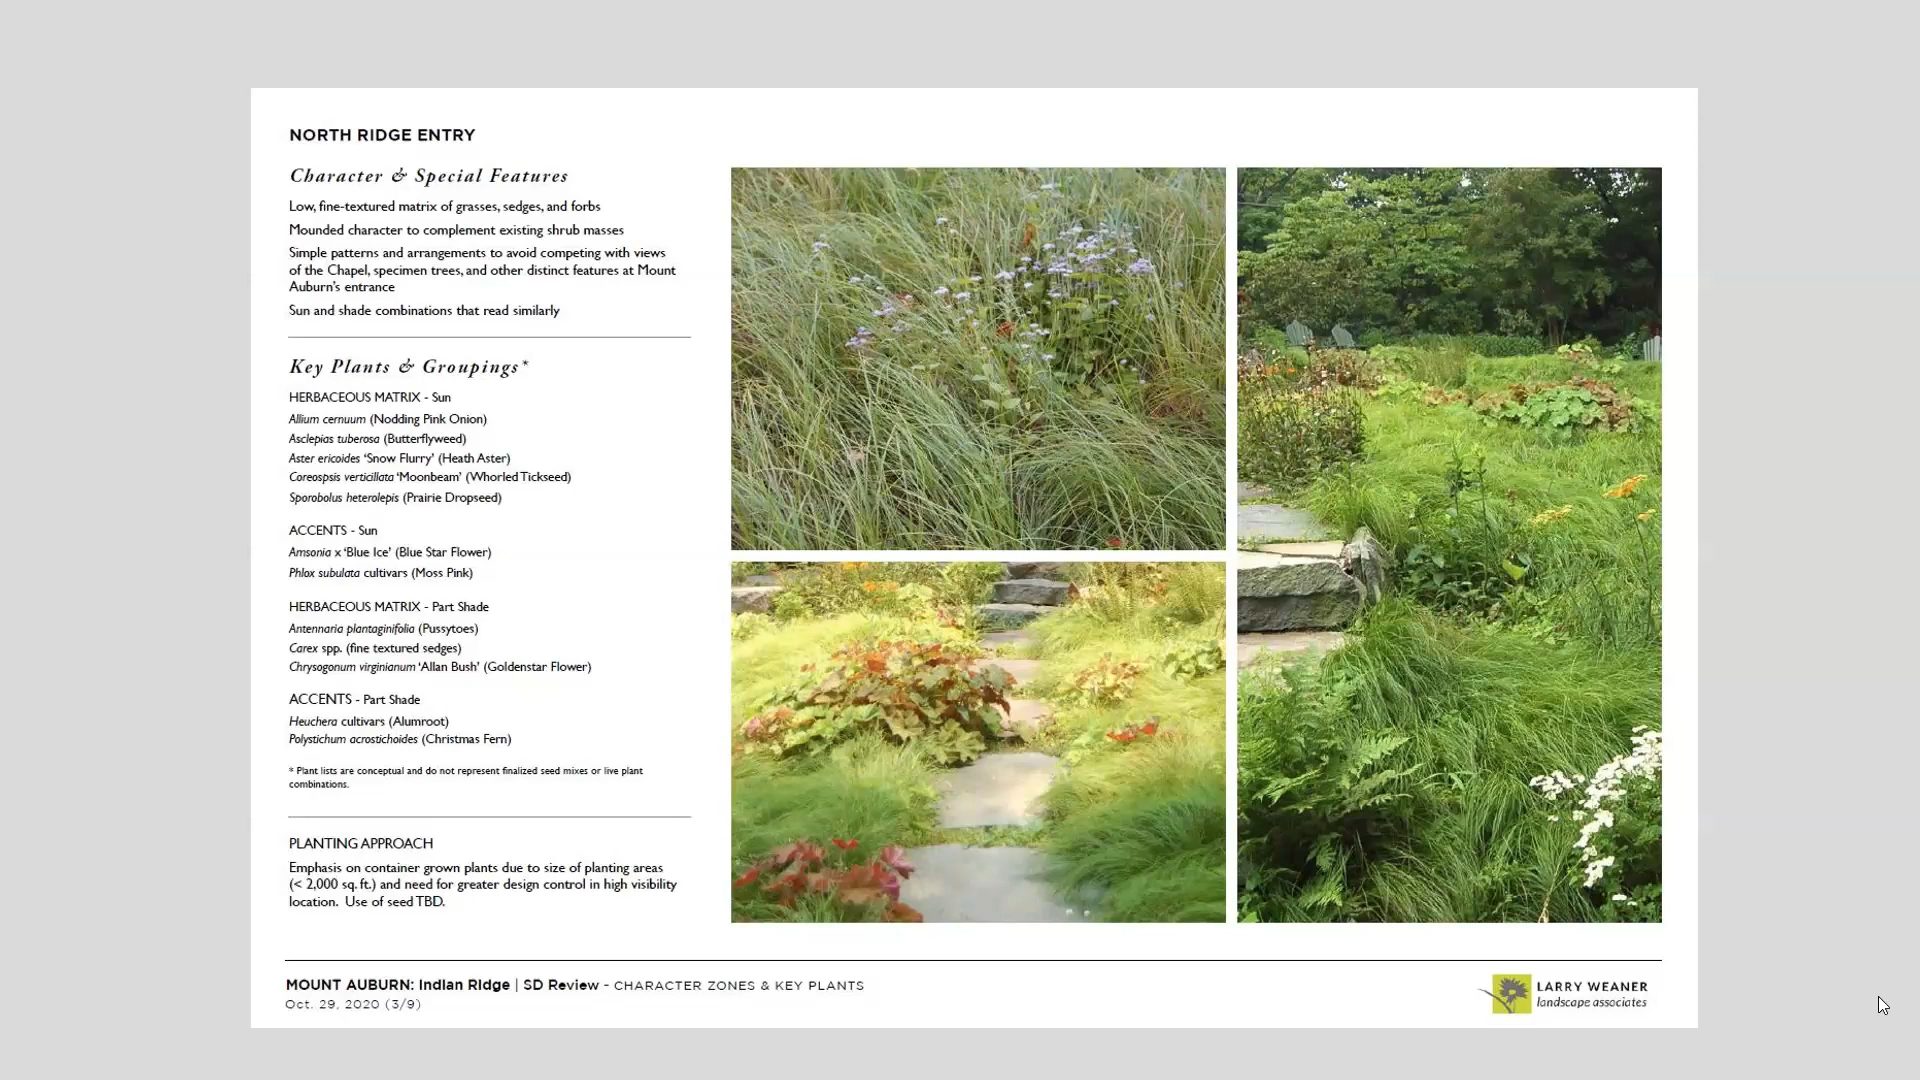 NORTH RIDGE ENTRY
Character & Special Features
Low, fine-textured matrix of grasses, sedges, and forbs
Mounded character to complement existing shrub masses
Simple patterns and arrangements to avoid competing with views
of the Chapel, specimen trees, and other distinct features at Mount
Auburn's entrance
Sun and shade combinations that read similarly
Key Plants & Groupings*
HERBACEOUS MATRIX - Sun
Allium cernuum (Nodding Pink Onion)
Asclepias tuberosa (Butterflyweed)
Aster ericoides 'Snow Flurry' (Heath Aster)
Coreospsis verticillata 'Moonbeam' (Whorled Tickseed)
Sporobolus heterolepis (Prairie Dropseed)
ACCENTS - Sun
Amsonia x 'Blue Ice' (Blue Star Flower)
Phlox subulata cultivars (Moss Pink)
HERBACEOUS MATRIX - Part Shade
Antennaria plantaginifolia (Pussytoes)
Carex spp. (fine textured sedges)
Chrysogonum virginianum 'Allan Bush' (Goldenstar Flower)
ACCENTS - Part Shade
Heuchera cultivars (Alumroot)
Polystichum acrostichoides (Christmas Fern)
* Plant lists are conceptual and do not represent finalized seed mixes or live plant
combinations.
PLANTING APPROACH
Emphasis on container grown plants due to size of planting areas
(< 2,000 sq. ft.) and need for greater design control in high visibility
location. Use of seed TBD.
MOUNT AUBURN: Indian Ridge | SD Review - CHARACTER ZONES & KEY PLANTS
Oct. 29, 2020 (3/9)
LARRY WEANER
landscape associates